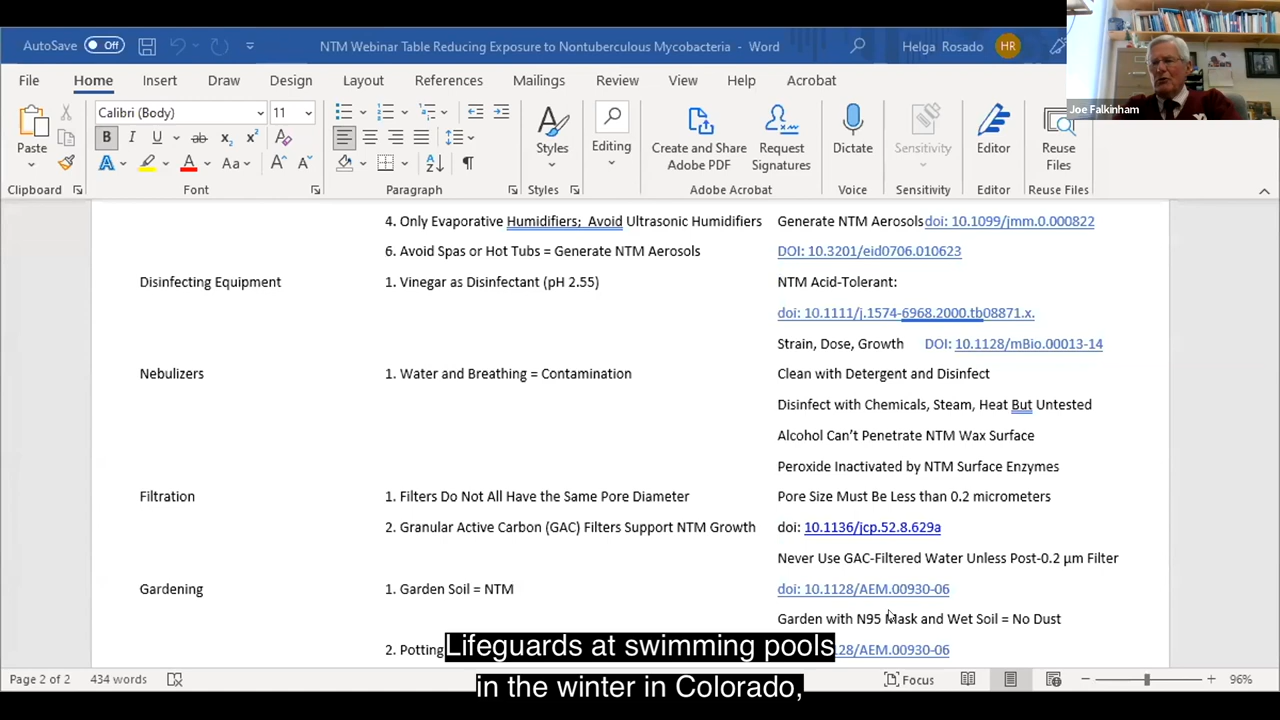 AutoSave Off
NTM Webinar Table Reducing Exposure to Nontuberculous Mycobacteria - Word
Helga Rosado HR
Joe Falkinham
File Home Insert Draw Design Layout References Mailings Review View Help Acrobat
Calibri (Body) 11
Paste
B I U ab x₂ x²
A A Aa A A
Styles
Editing
Create and Share Adobe PDF
Request Signatures
Dictate
Sensitivity
Editor
Reuse Files
Clipboard Font Paragraph Styles Adobe Acrobat Voice Sensitivity Editor Reuse Files
4. Only Evaporative Humidifiers; Avoid Ultrasonic Humidifiers Generate NTM Aerosols doi: 10.1099/jmm.0.000822
6. Avoid Spas or Hot Tubs = Generate NTM Aerosols DOI: 10.3201/eid0706.010623
Disinfecting Equipment 1. Vinegar as Disinfectant (pH 2.55) NTM Acid-Tolerant:
doi: 10.1111/j.1574-6968.2000.tb08871.x.
Strain, Dose, Growth DOI: 10.1128/mBio.00013-14
Nebulizers 1. Water and Breathing = Contamination Clean with Detergent and Disinfect
Disinfect with Chemicals, Steam, Heat But Untested
Alcohol Can't Penetrate NTM Wax Surface
Peroxide Inactivated by NTM Surface Enzymes
Filtration 1. Filters Do Not All Have the Same Pore Diameter Pore Size Must Be Less than 0.2 micrometers
2. Granular Active Carbon (GAC) Filters Support NTM Growth doi: 10.1136/jcp.52.8.629a
Never Use GAC-Filtered Water Unless Post-0.2 µm Filter
Gardening 1. Garden Soil = NTM doi: 10.1128/AEM.00930-06
Garden with N95 Mask and Wet Soil = No Dust
2. Potting 28/AEM.00930-06
Lifeguards at swimming pools
in the winter in Colorado,
Page 2 of 2 434 words Focus 96%